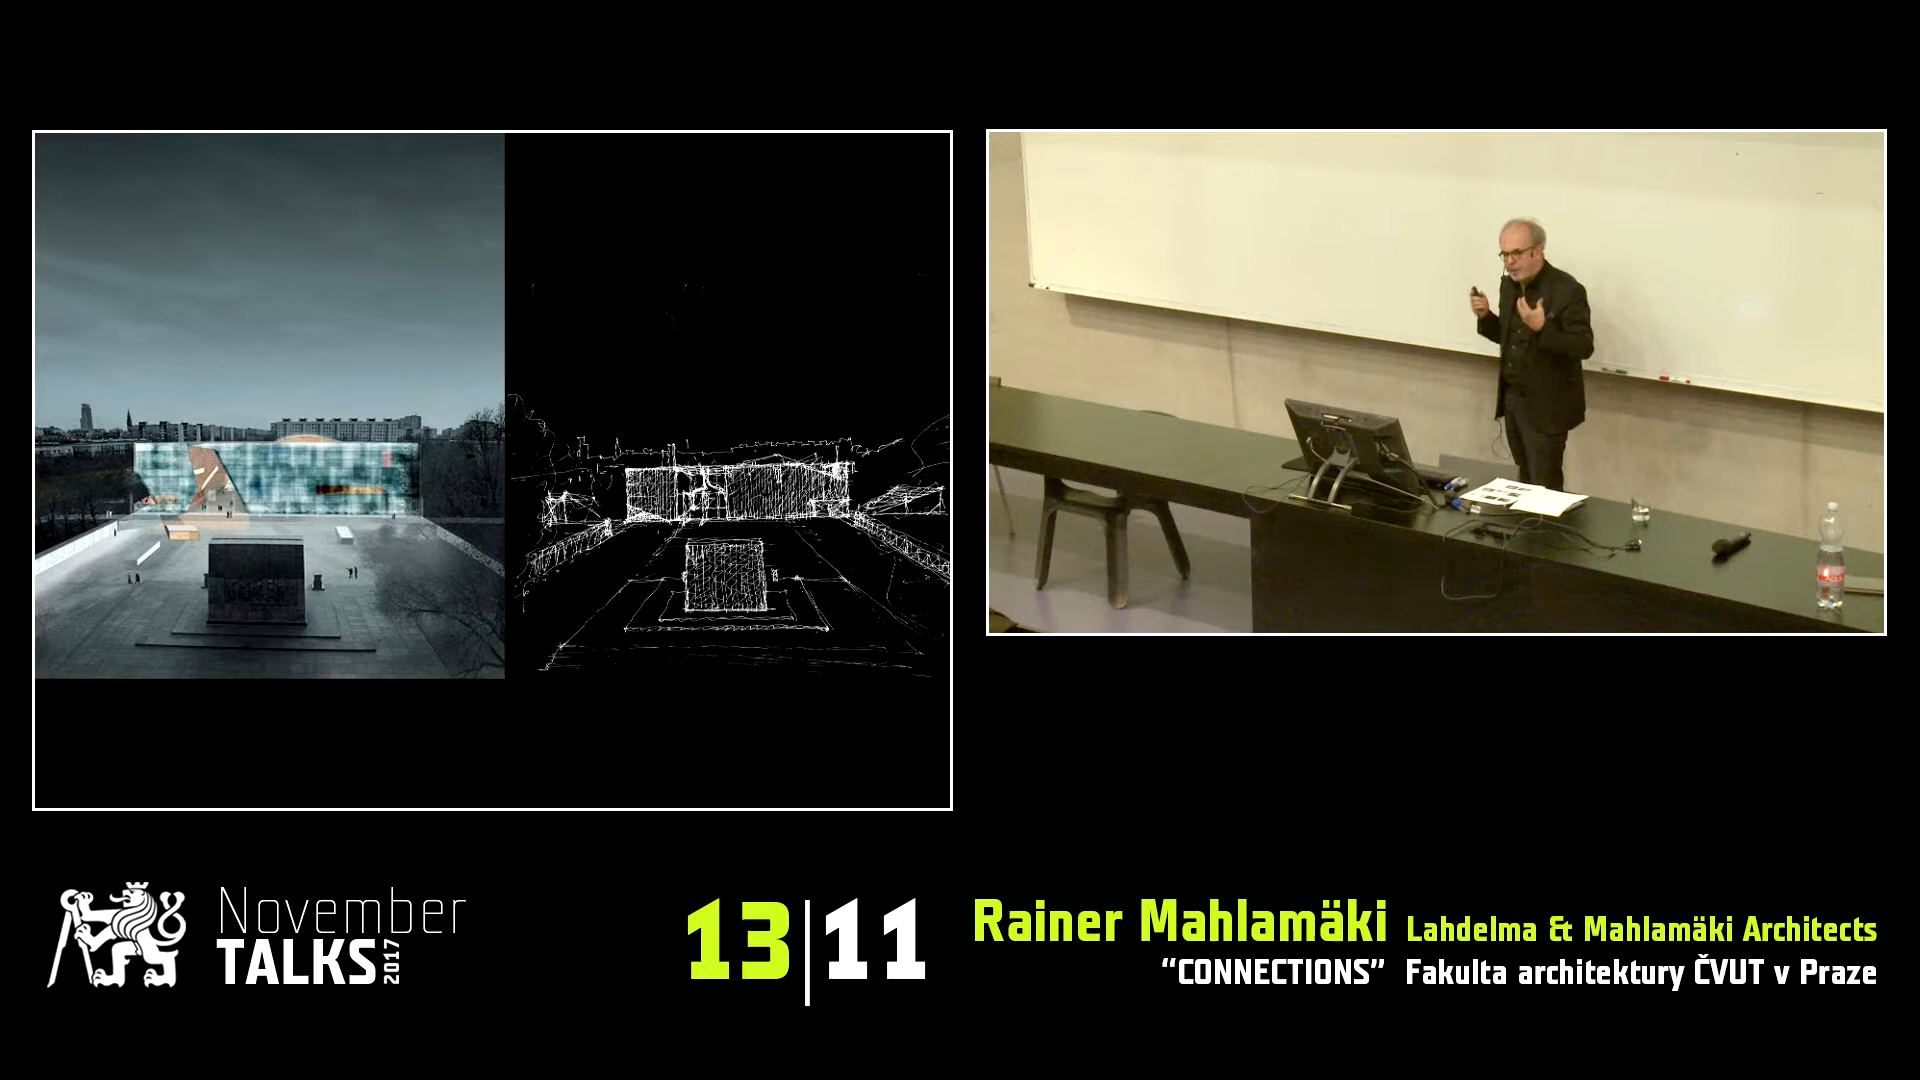 November
TALKS 2017
13|11
Rainer Mahlamäki Lahdelma & Mahlamäki Architects
“CONNECTIONS” Fakulta architektury ČVUT v Praze